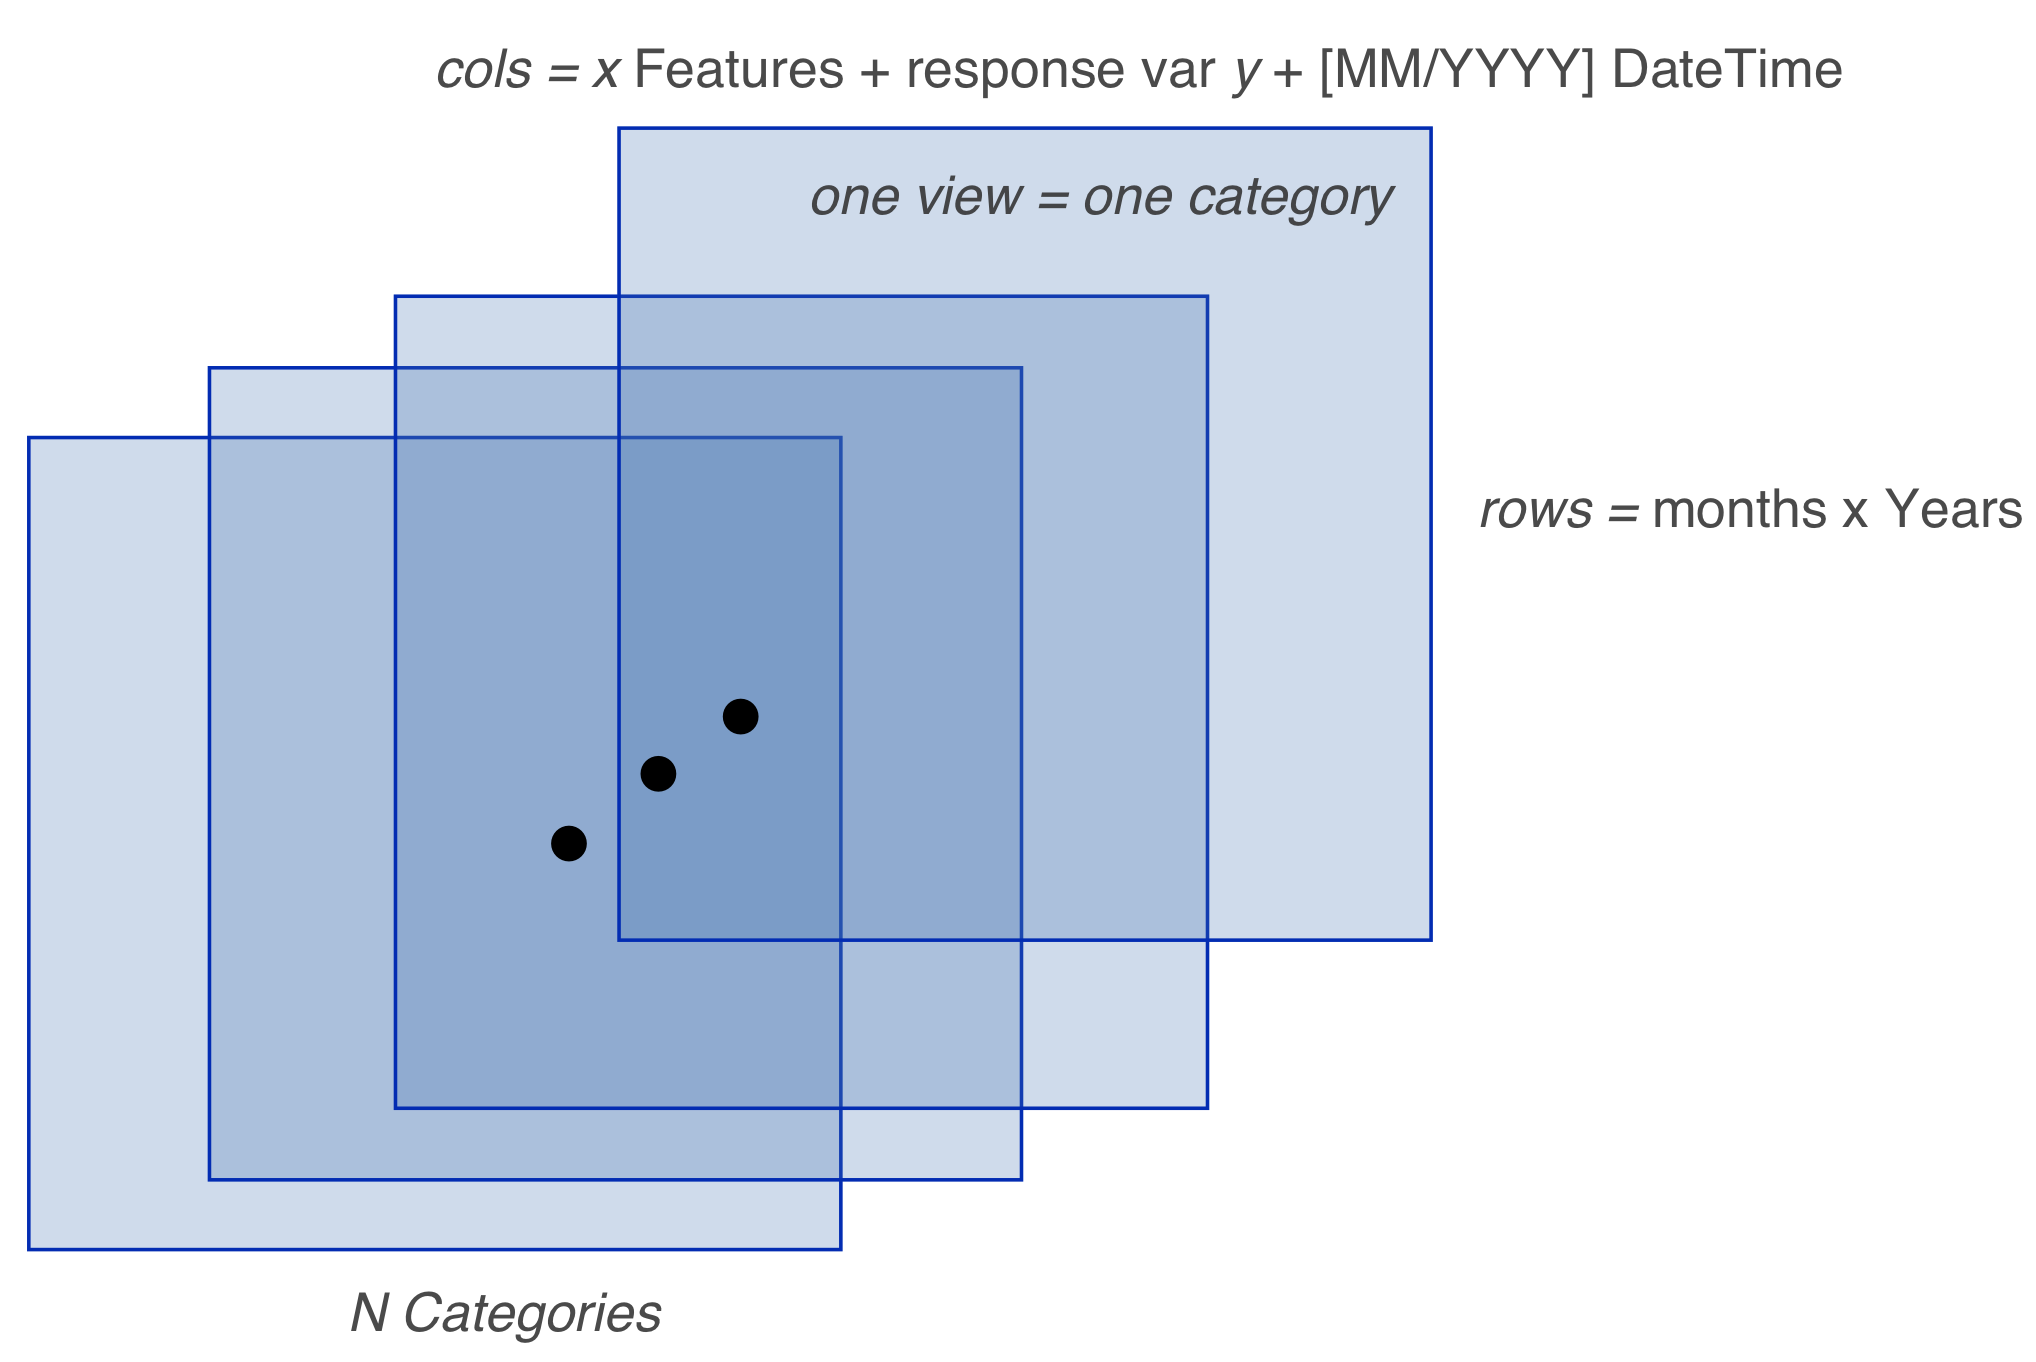 cols = x Features + response var y + [MM/YYYY] DateTime
one view = one category
rows = months x Years
N Categories